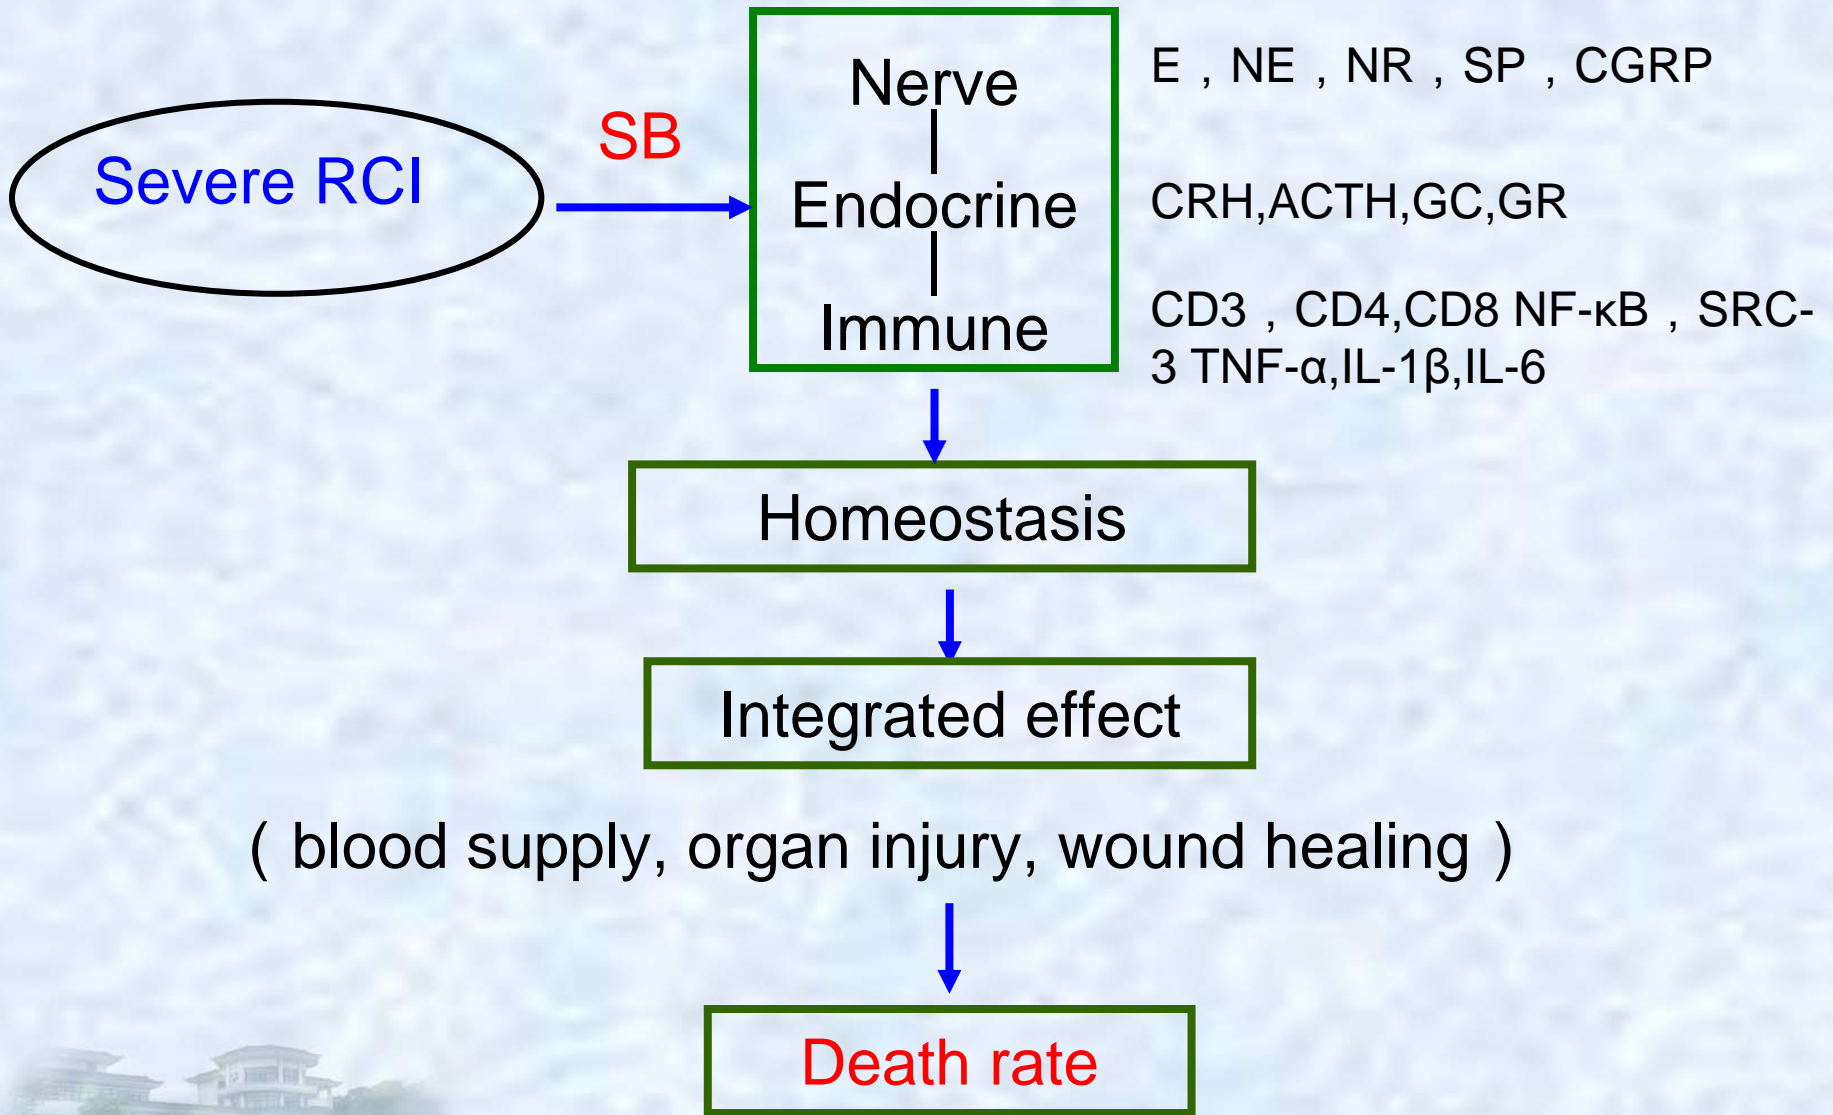 Nerve
E , NE , NR , SP , CGRP
SB
Severe RCI
Endocrine
CRH,ACTH,GC,GR
Immune
CD3 , CD4,CD8 NF-κB , SRC-
3 TNF-α,IL-1β,IL-6
Homeostasis
Integrated effect
( blood supply, organ injury, wound healing )
Death rate